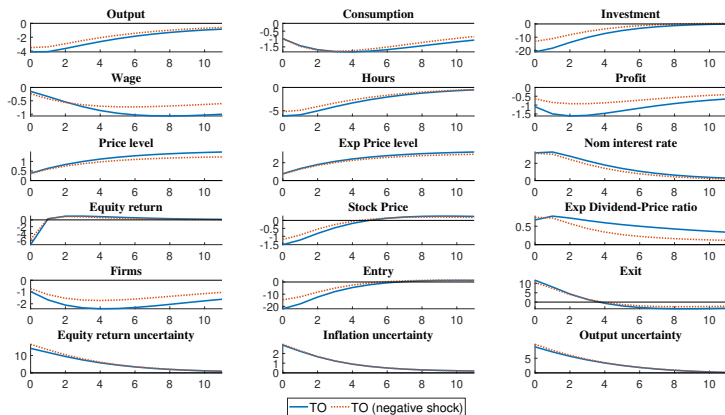 Output Consumption Investment
0 -2 -4 0 2 4 6 8 10
-0.5 -1 -1.5 0 2 4 6 8 10
0 -10 -20 0 2 4 6 8 10
Wage Hours Profit
-0.5 -1 0 2 4 6 8 10
0 -5 0 2 4 6 8 10
-0.5 -1 -1.5 0 2 4 6 8 10
Price level Exp Price level Nom interest rate
1 0.5 0 2 4 6 8 10
2 0 0 2 4 6 8 10
2 0 0 2 4 6 8 10
Equity return Stock Price Exp Dividend-Price ratio
0 -2 -4 -6 0 2 4 6 8 10
0 -0.5 -1 -1.5 0 2 4 6 8 10
0.5 0 0 2 4 6 8 10
Firms Entry Exit
0 -1 -2 0 2 4 6 8 10
0 -10 -20 0 2 4 6 8 10
10 5 0 0 2 4 6 8 10
Equity return uncertainty Inflation uncertainty Output uncertainty
10 0 0 2 4 6 8 10
2 1 0 0 2 4 6 8 10
5 0 0 2 4 6 8 10
TO TO (negative shock)